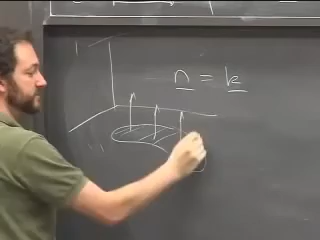 n = k